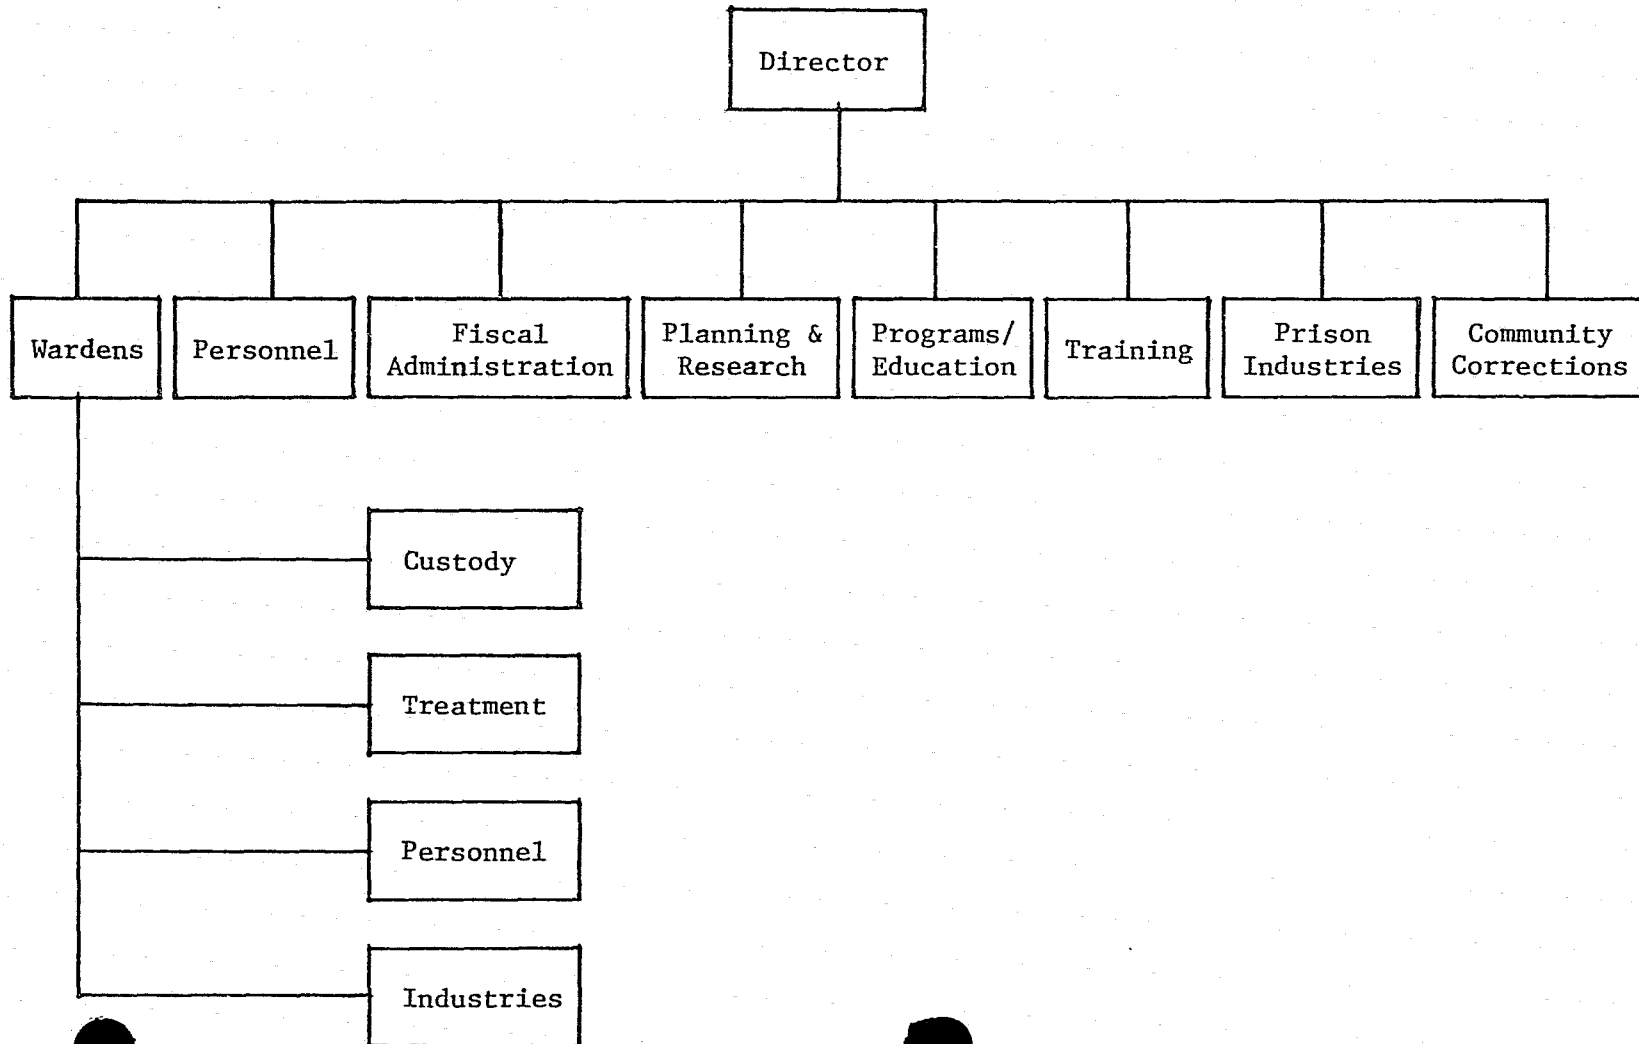 Director
Wardens
Personnel
Fiscal
Administration
Planning &
Research
Programs/
Education
Training
Prison
Industries
Community
Corrections
Custody
Treatment
Personnel
Industries